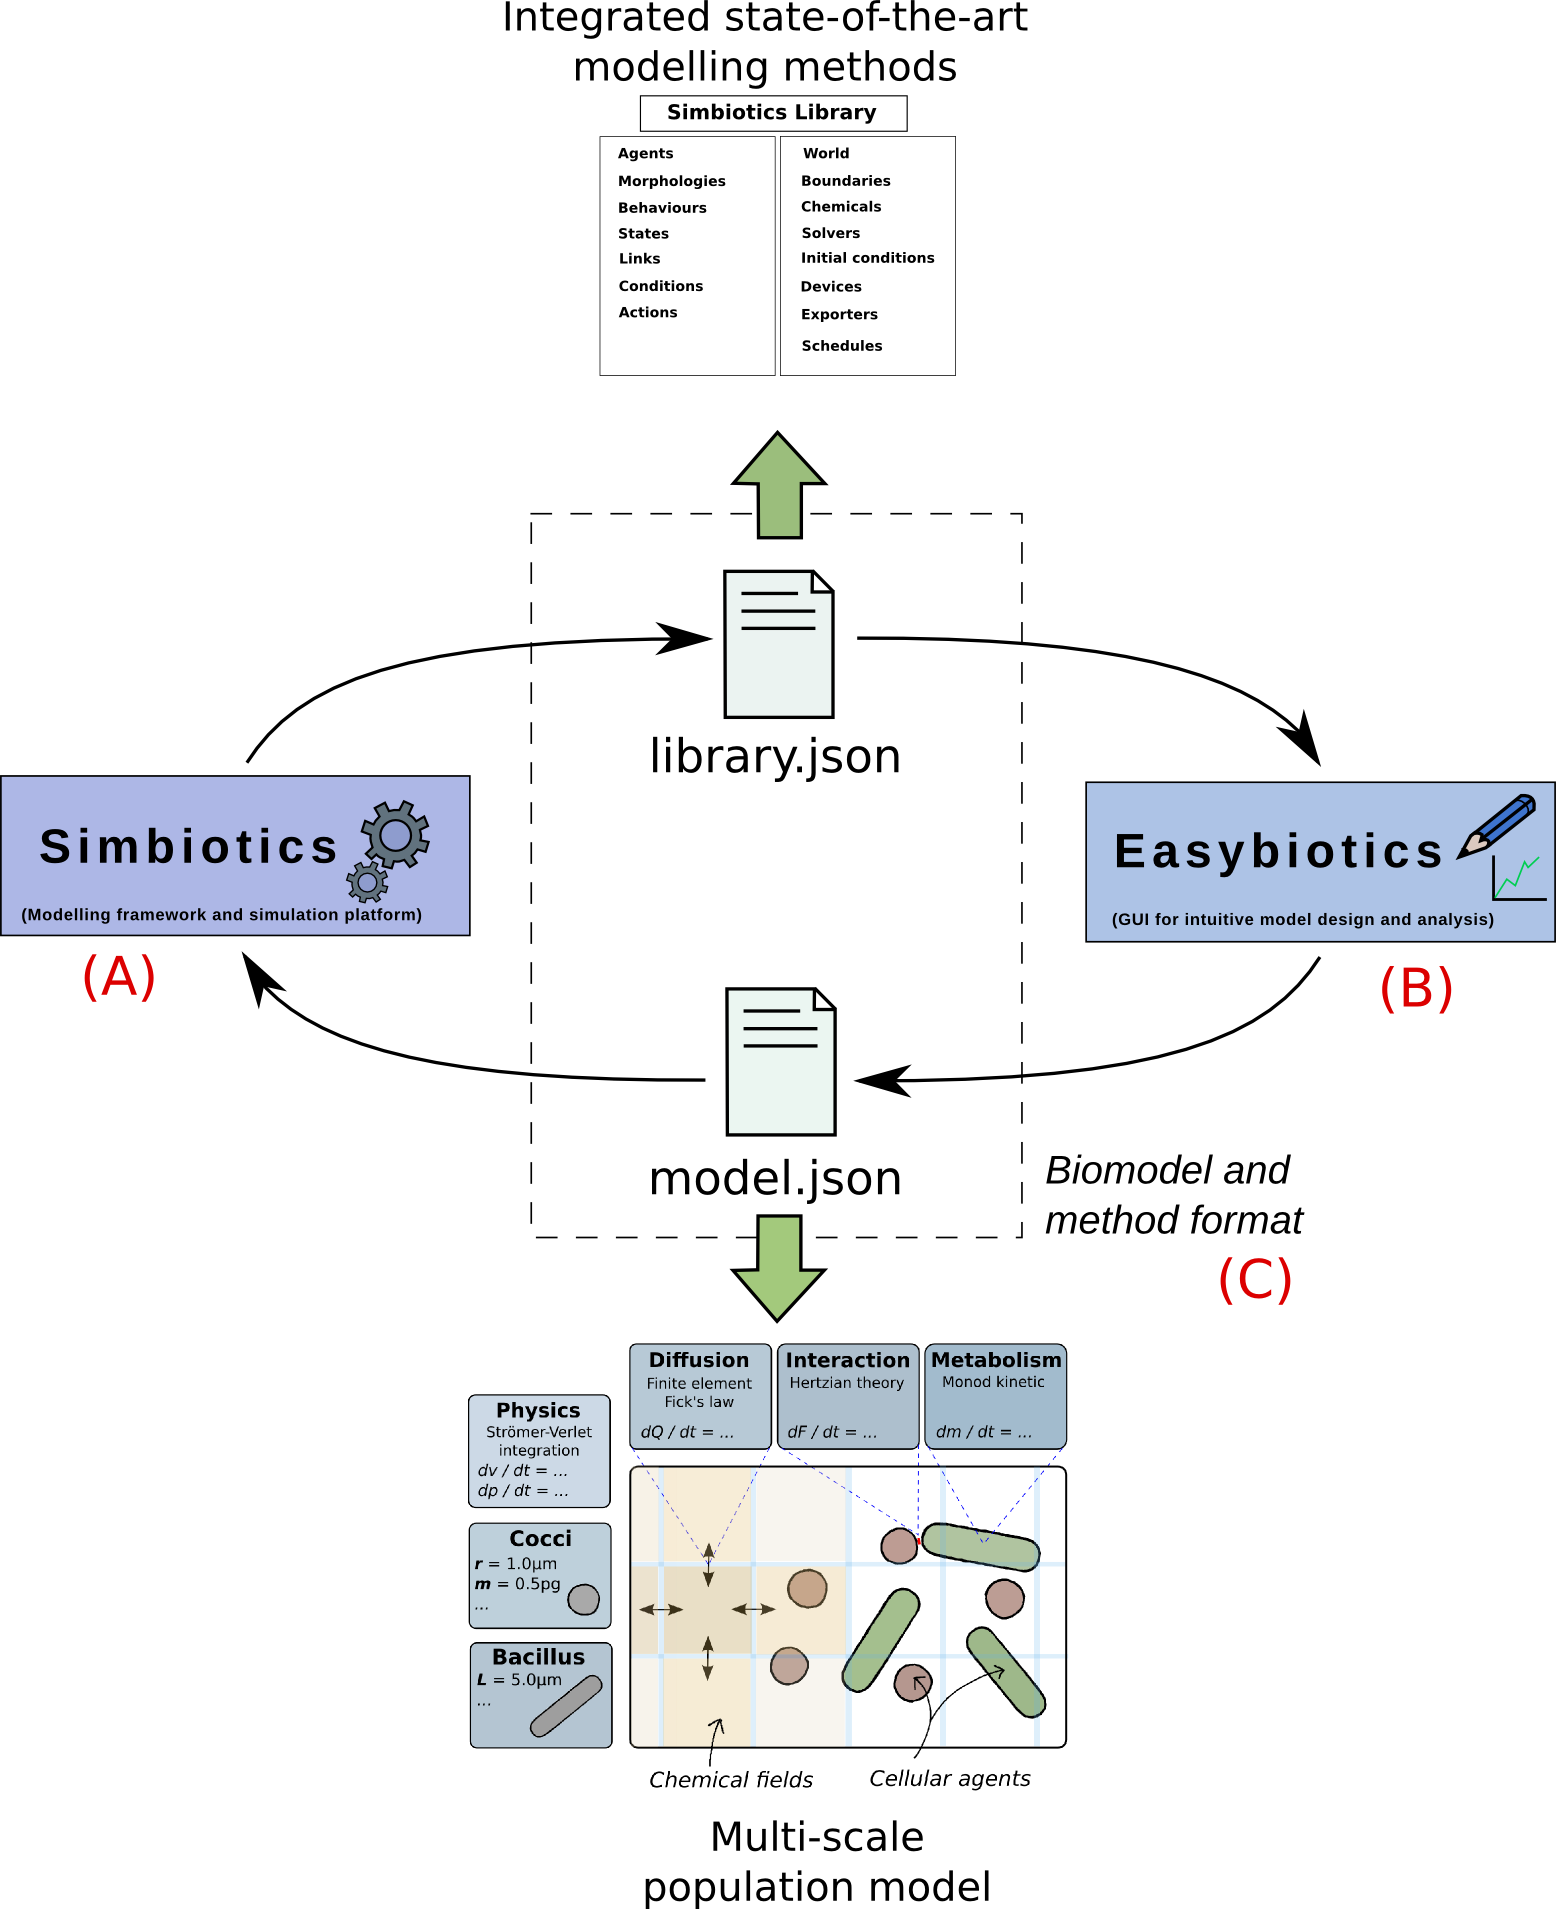 Integrated state-of-the-art
modelling methods
Simbiotics Library
Agents
Morphologies
Behaviours
States
Links
Conditions
Actions
World
Boundaries
Chemicals
Solvers
Initial conditions
Devices
Exporters
Schedules
library.json
Simbiotics
(Modelling framework and simulation platform)
(A)
Easybiotics
(GUI for intuitive model design and analysis)
(B)
model.json
Biomodel and
method format
(C)
Diffusion
Finite element
Fick's law
dQ / dt = ...
Interaction
Hertzian theory
dF / dt = ...
Metabolism
Monod kinetic
dm / dt = ...
Physics
Strömer-Verlet
integration
dv / dt = ...
dp / dt = ...
Cocci
r = 1.0μm
m = 0.5pg
...
Bacillus
L = 5.0μm
...
Chemical fields
Cellular agents
Multi-scale
population model